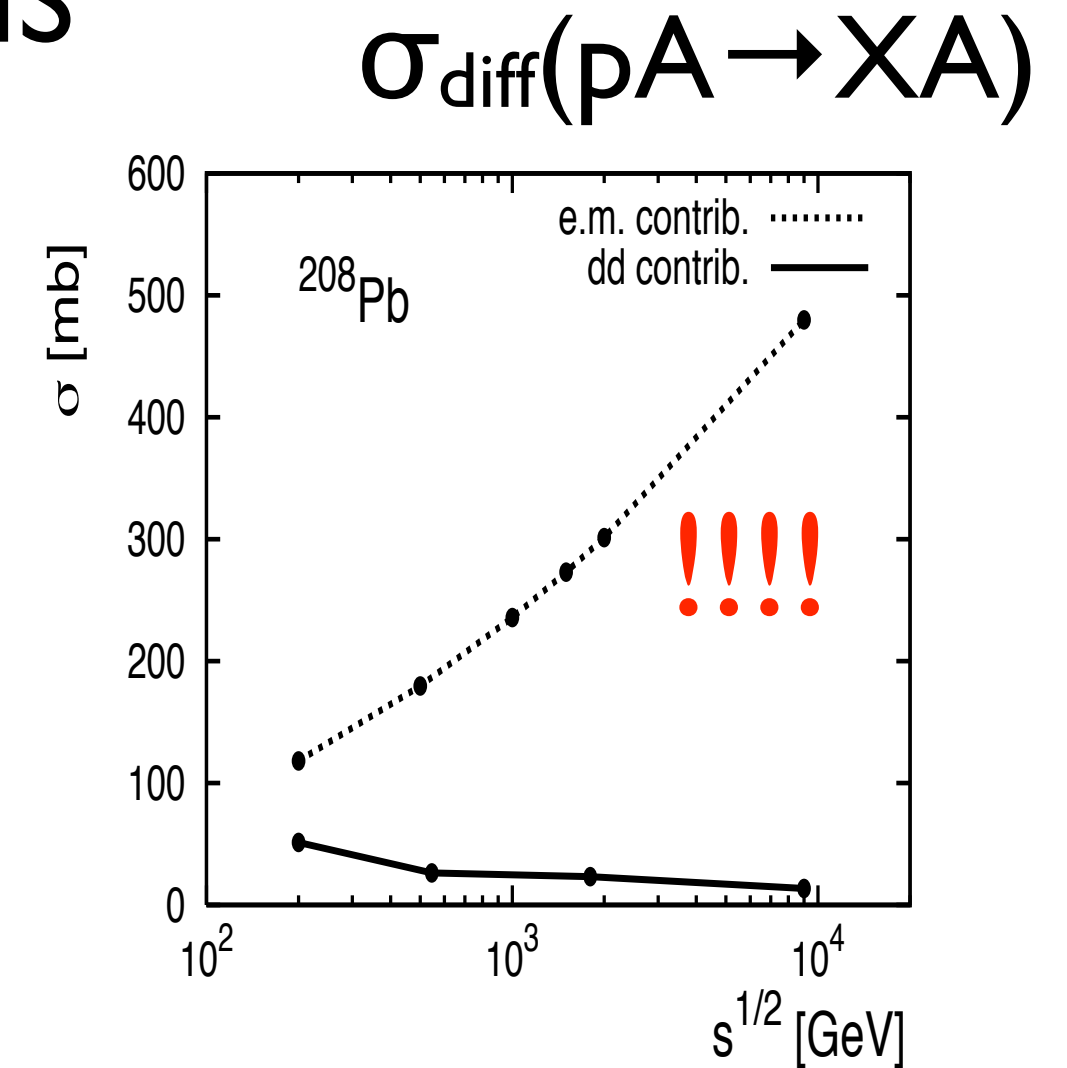 ns
σdiff(pA→XA)
600
e.m. contrib.
dd contrib.
208Pb
500
σ [mb]
400
300
!!!!
200
100
0
10^2 10^3 10^4
s^1/2 [GeV]